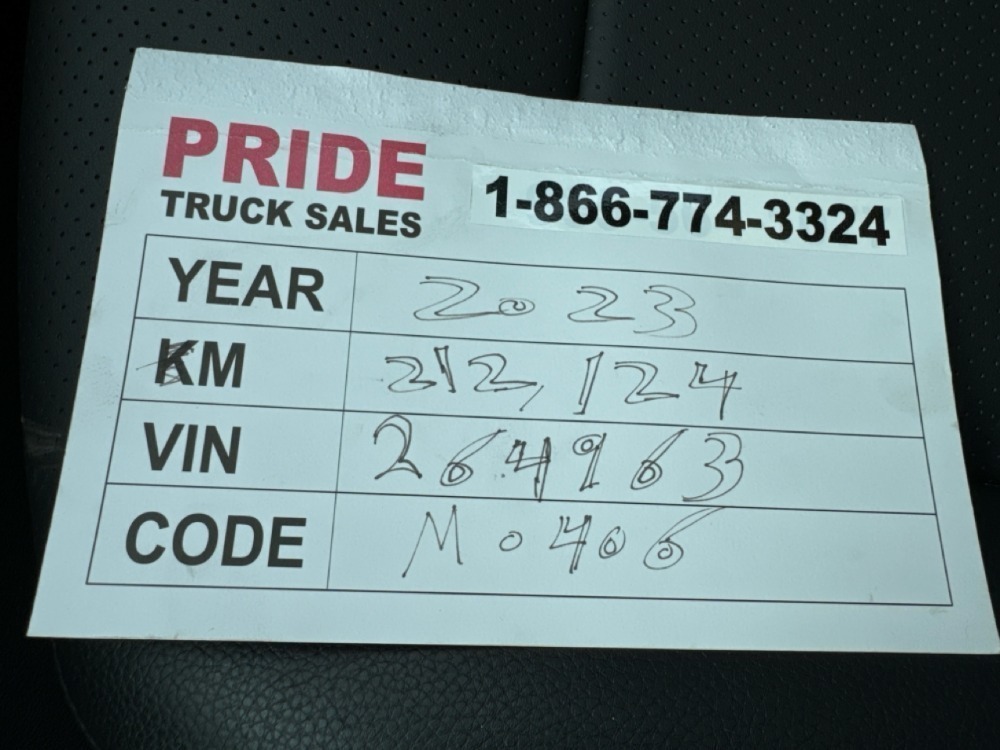 PRIDE
TRUCK SALES
1-866-774-3324
YEAR 2023
KM 212,124
VIN 264963
CODE M0406